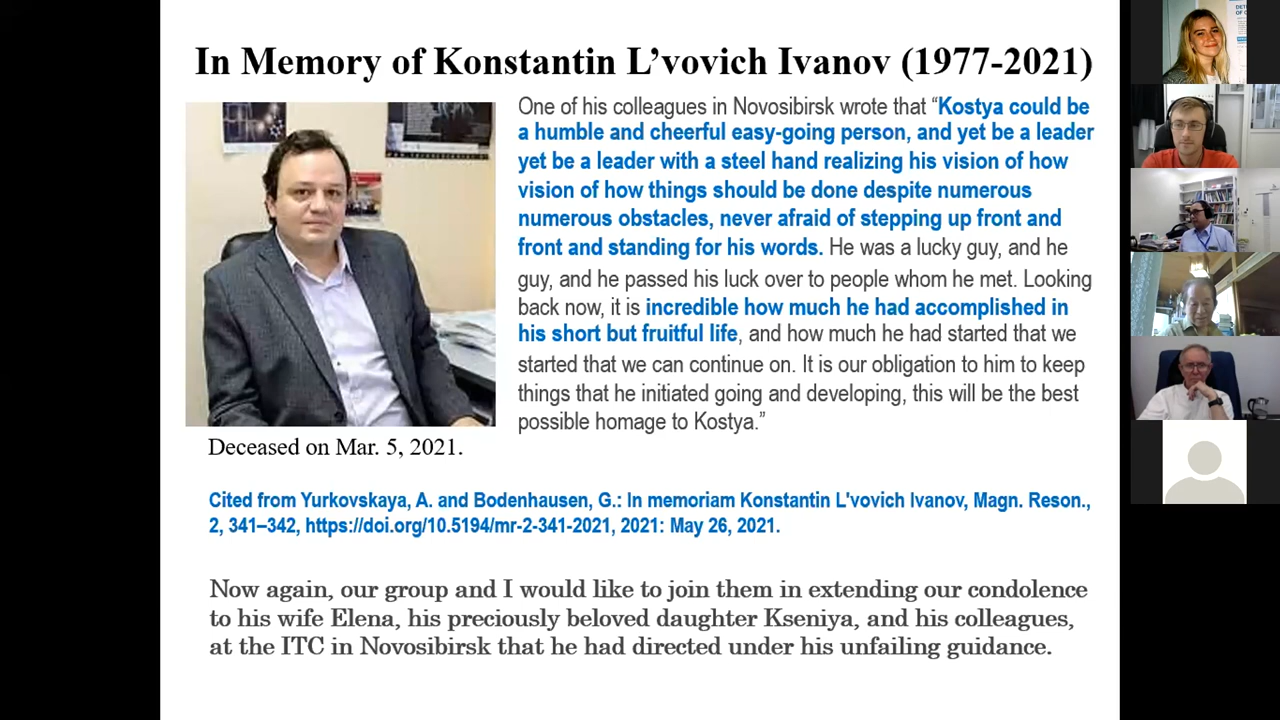 In Memory of Konstantin L’vovich Ivanov (1977-2021)
One of his colleagues in Novosibirsk wrote that “Kostya could be
a humble and cheerful easy-going person, and yet be a leader
yet be a leader with a steel hand realizing his vision of how
vision of how things should be done despite numerous
numerous obstacles, never afraid of stepping up front and
front and standing for his words. He was a lucky guy, and he
guy, and he passed his luck over to people whom he met. Looking
back now, it is incredible how much he had accomplished in
his short but fruitful life, and how much he had started that we
started that we can continue on. It is our obligation to him to keep
things that he initiated going and developing, this will be the best
possible homage to Kostya.”
Deceased on Mar. 5, 2021.
Cited from Yurkovskaya, A. and Bodenhausen, G.: In memoriam Konstantin L'vovich Ivanov, Magn. Reson.,
2, 341–342, https://doi.org/10.5194/mr-2-341-2021, 2021: May 26, 2021.
Now again, our group and I would like to join them in extending our condolence
to his wife Elena, his preciously beloved daughter Kseniya, and his colleagues,
at the ITC in Novosibirsk that he had directed under his unfailing guidance.